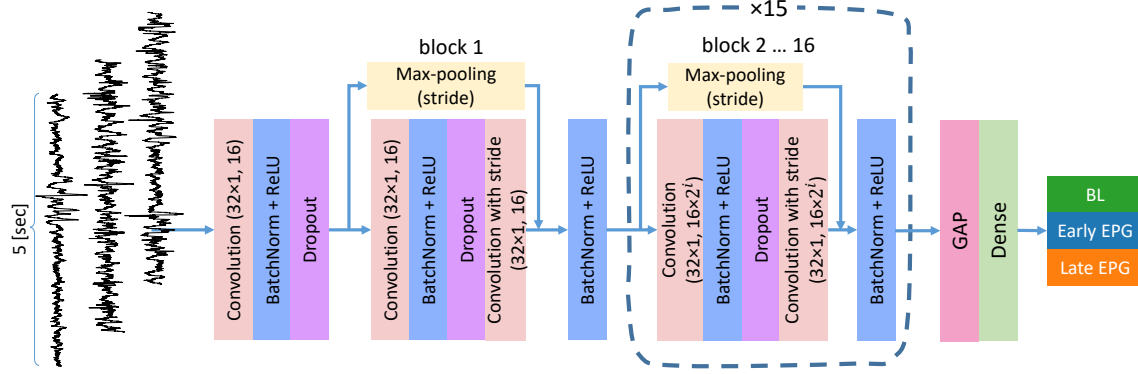 ×15
block 1
block 2 ... 16
Max-pooling
(stride)
Max-pooling
(stride)
5 [sec]
Convolution (32×1, 16)
BatchNorm + ReLU
Dropout
Convolution (32×1, 16)
BatchNorm + ReLU
Dropout
Convolution with stride
(32×1, 16)
BatchNorm + ReLU
Convolution
(32×1, 16×2^i)
BatchNorm + ReLU
Dropout
Convolution with stride
(32×1, 16×2^i)
BatchNorm + ReLU
GAP
Dense
BL
Early EPG
Late EPG